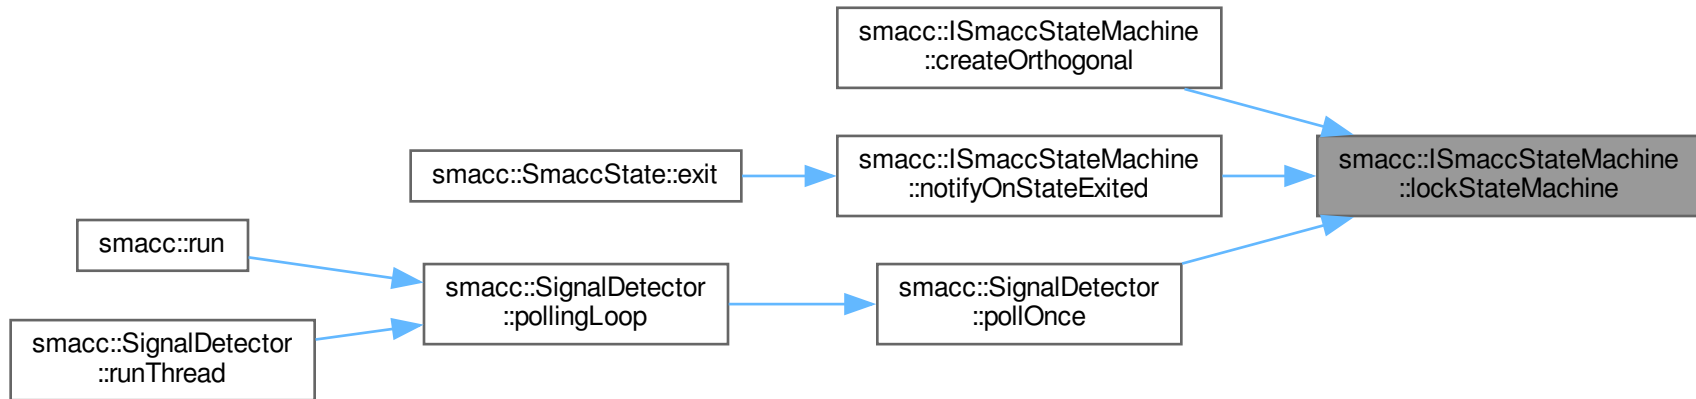 smacc::ISmaccStateMachine
::createOrthogonal
smacc::SmaccState::exit
smacc::ISmaccStateMachine
::notifyOnStateExited
smacc::ISmaccStateMachine
::lockStateMachine
smacc::run
smacc::SignalDetector
::pollingLoop
smacc::SignalDetector
::pollOnce
smacc::SignalDetector
::runThread